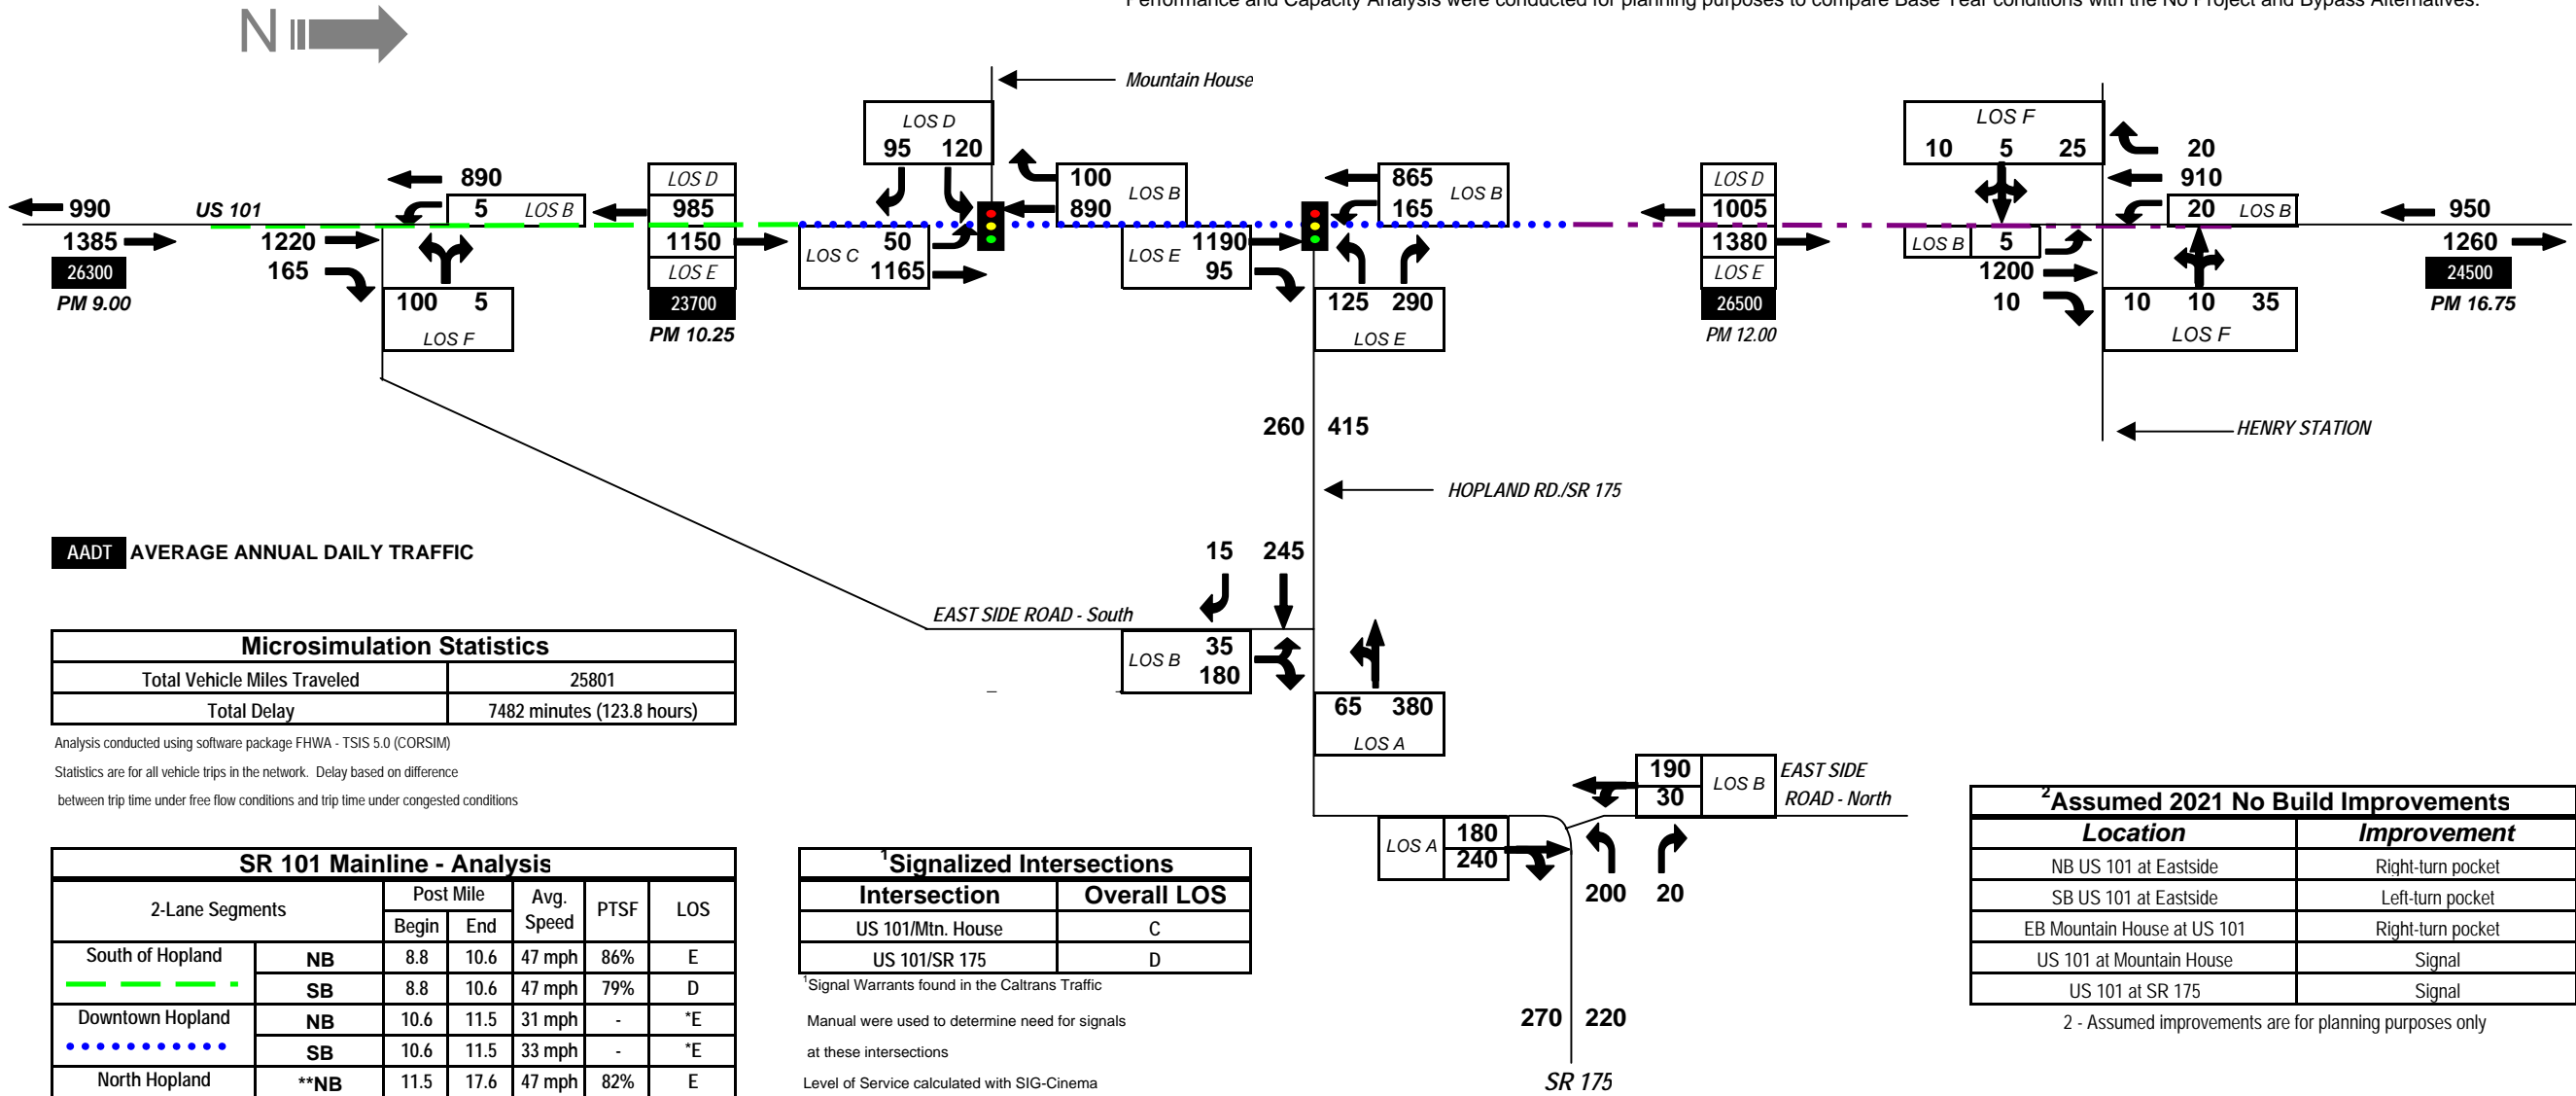 Performance and Capacity Analysis were conducted for planning purposes to compare Base Year conditions with the No Project and Bypass Alternatives.
N
Mountain House
LOS D
95 120
LOS F
10 5 25
20
890
5 LOS B
LOS D
985
100
890
LOS B
865
165
LOS B
LOS D
1005
910
20 LOS B
990
US 101
950
1385
26300
PM 9.00
1220
165
100 5
LOS F
1150
LOS E
23700
PM 10.25
LOS C
50
1165
LOS E
1190
95
125 290
LOS E
1380
LOS E
26500
PM 12.00
LOS B 5
1200
10
10 10 35
LOS F
1260
24500
PM 16.75
260 415
HENRY STATION
HOPLAND RD./SR 175
AADT AVERAGE ANNUAL DAILY TRAFFIC
15 245
EAST SIDE ROAD - South
LOS B
35
180
65 380
LOS A
190
30
LOS B
EAST SIDE
ROAD - North
LOS A
180
240
200 20
270 220
SR 175
Microsimulation Statistics
Total Vehicle Miles Traveled 25801
Total Delay 7482 minutes (123.8 hours)
Analysis conducted using software package FHWA - TSIS 5.0 (CORSIM)
Statistics are for all vehicle trips in the network. Delay based on difference
between trip time under free flow conditions and trip time under congested conditions
SR 101 Mainline - Analysis
2-Lane Segments Post Mile Avg. Speed PTSF LOS
Begin End
South of Hopland NB 8.8 10.6 47 mph 86% E
SB 8.8 10.6 47 mph 79% D
Downtown Hopland NB 10.6 11.5 31 mph - *E
SB 10.6 11.5 33 mph - *E
North Hopland **NB 11.5 17.6 47 mph 82% E
1Signalized Intersections
Intersection Overall LOS
US 101/Mtn. House C
US 101/SR 175 D
1Signal Warrants found in the Caltrans Traffic
Manual were used to determine need for signals
at these intersections
Level of Service calculated with SIG-Cinema
2Assumed 2021 No Build Improvements
Location Improvement
NB US 101 at Eastside Right-turn pocket
SB US 101 at Eastside Left-turn pocket
EB Mountain House at US 101 Right-turn pocket
US 101 at Mountain House Signal
US 101 at SR 175 Signal
2 - Assumed improvements are for planning purposes only